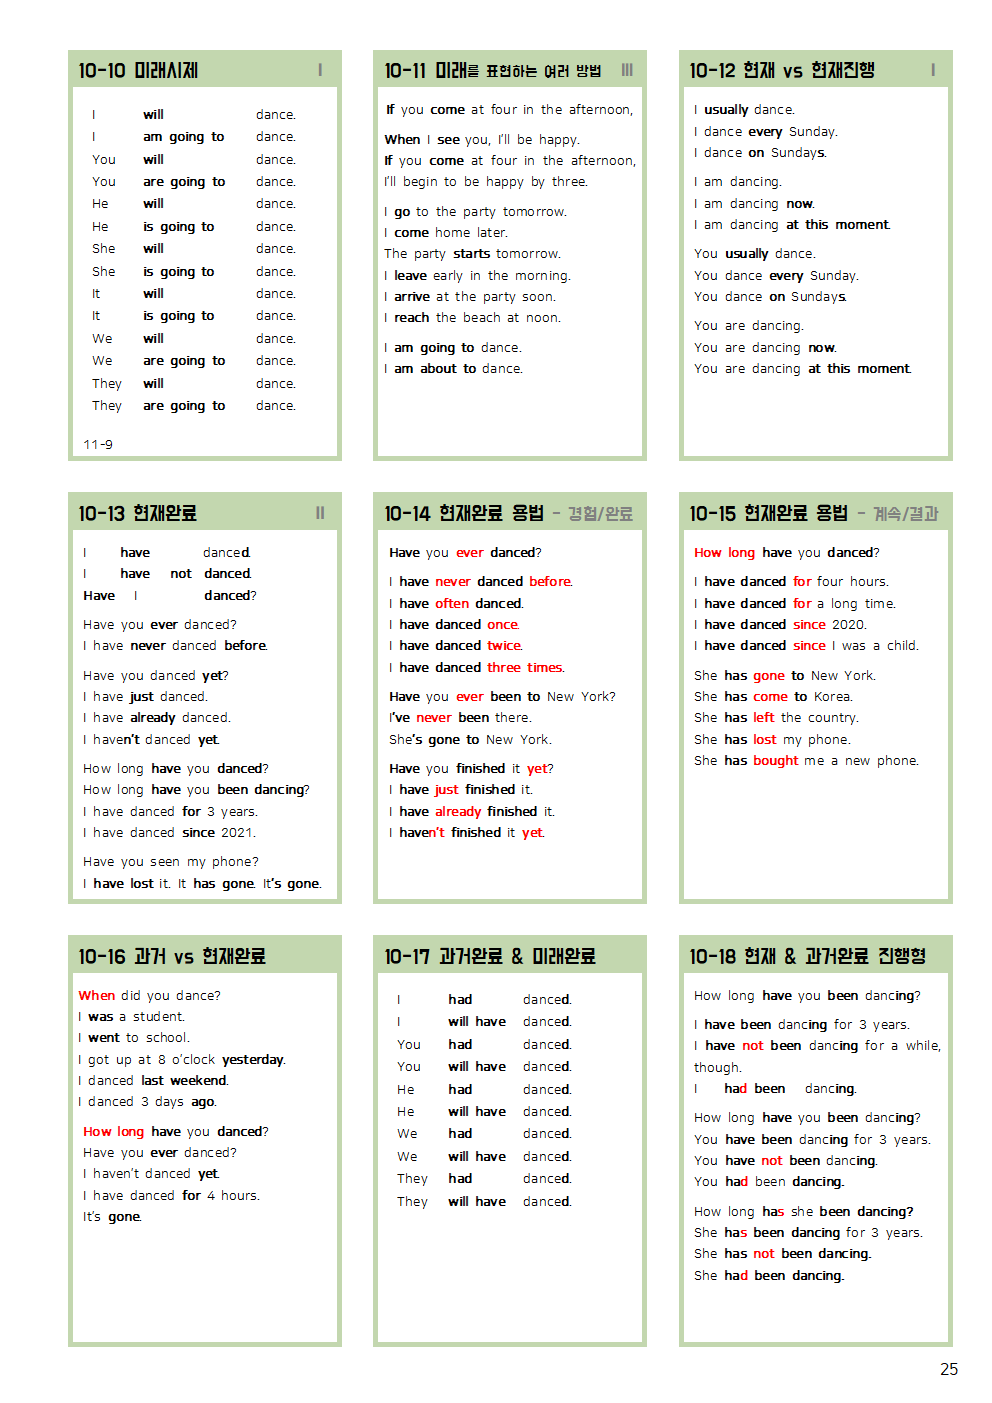 10-10 미래시제 I
I will dance.
I am going to dance.
You will dance.
You are going to dance.
He will dance.
He is going to dance.
She will dance.
She is going to dance.
It will dance.
It is going to dance.
We will dance.
We are going to dance.
They will dance.
They are going to dance.
11-9
10-11 미래를 표현하는 여러 방법 III
If you come at four in the afternoon,
When I see you, I'll be happy.
If you come at four in the afternoon,
I'll begin to be happy by three.
I go to the party tomorrow.
I come home later.
The party starts tomorrow.
I leave early in the morning.
I arrive at the party soon.
I reach the beach at noon.
I am going to dance.
I am about to dance.
10-12 현재 vs 현재진행 I
I usually dance.
I dance every Sunday.
I dance on Sundays.
I am dancing.
I am dancing now.
I am dancing at this moment.
You usually dance.
You dance every Sunday.
You dance on Sundays.
You are dancing.
You are dancing now.
You are dancing at this moment.
10-13 현재완료 II
I have danced.
I have not danced.
Have I danced?
Have you ever danced?
I have never danced before.
Have you danced yet?
I have just danced.
I have already danced.
I haven't danced yet.
How long have you danced?
How long have you been dancing?
I have danced for 3 years.
I have danced since 2021.
Have you seen my phone?
I have lost it. It has gone. It's gone.
10-14 현재완료 용법 - 경험/완료
Have you ever danced?
I have never danced before.
I have often danced.
I have danced once.
I have danced twice.
I have danced three times.
Have you ever been to New York?
I've never been there.
She's gone to New York.
Have you finished it yet?
I have just finished it.
I have already finished it.
I haven't finished it yet.
10-15 현재완료 용법 - 계속/결과
How long have you danced?
I have danced for four hours.
I have danced for a long time.
I have danced since 2020.
I have danced since I was a child.
She has gone to New York.
She has come to Korea.
She has left the country.
She has lost my phone.
She has bought me a new phone.
10-16 과거 vs 현재완료
When did you dance?
I was a student.
I went to school.
I got up at 8 o'clock yesterday.
I danced last weekend.
I danced 3 days ago.
How long have you danced?
Have you ever danced?
I haven't danced yet.
I have danced for 4 hours.
It's gone.
10-17 과거완료 & 미래완료
I had danced.
I will have danced.
You had danced.
You will have danced.
He had danced.
He will have danced.
We had danced.
We will have danced.
They had danced.
They will have danced.
10-18 현재 & 과거완료 진행형
How long have you been dancing?
I have been dancing for 3 years.
I have not been dancing for a while,
though.
I had been dancing.
How long have you been dancing?
You have been dancing for 3 years.
You have not been dancing.
You had been dancing.
How long has she been dancing?
She has been dancing for 3 years.
She has not been dancing.
She had been dancing.
25